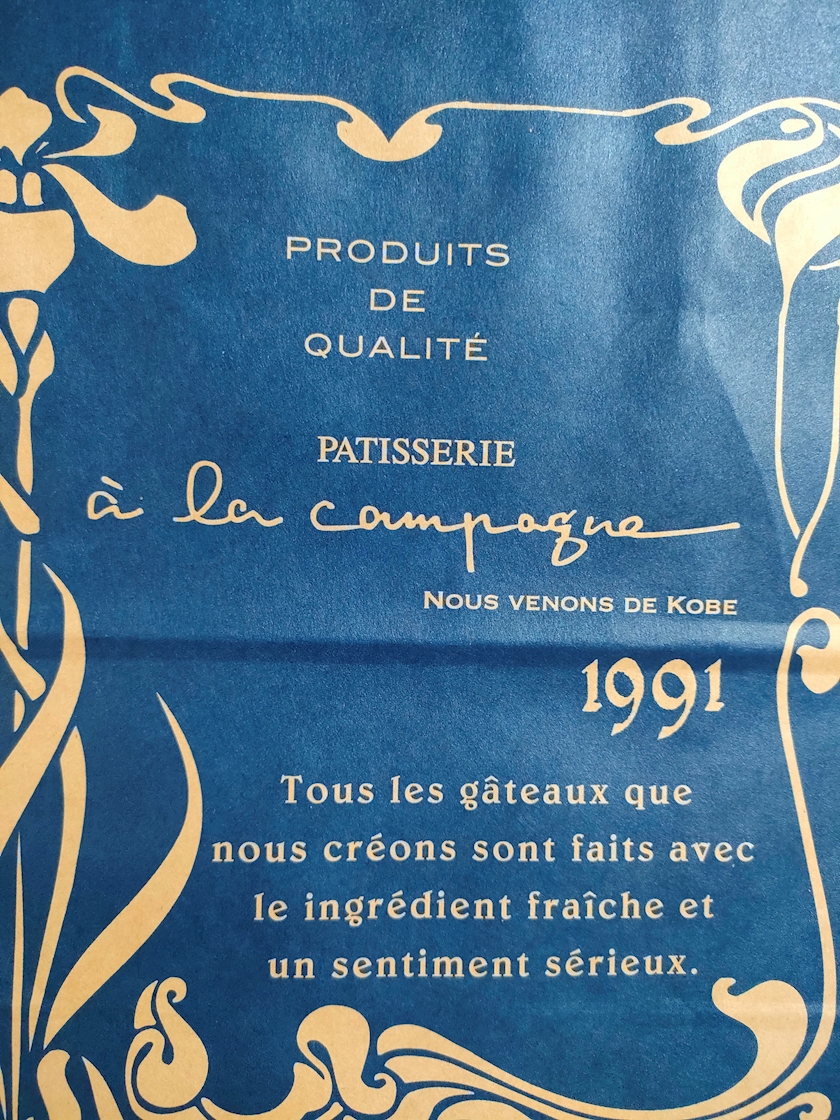 PRODUITS
DE
QUALITÉ
PATISSERIE
à la campagne
NOUS VENONS DE KOBE
1991
Tous les gâteaux que
nous créons sont faits avec
le ingrédient fraîche et
un sentiment sérieux.